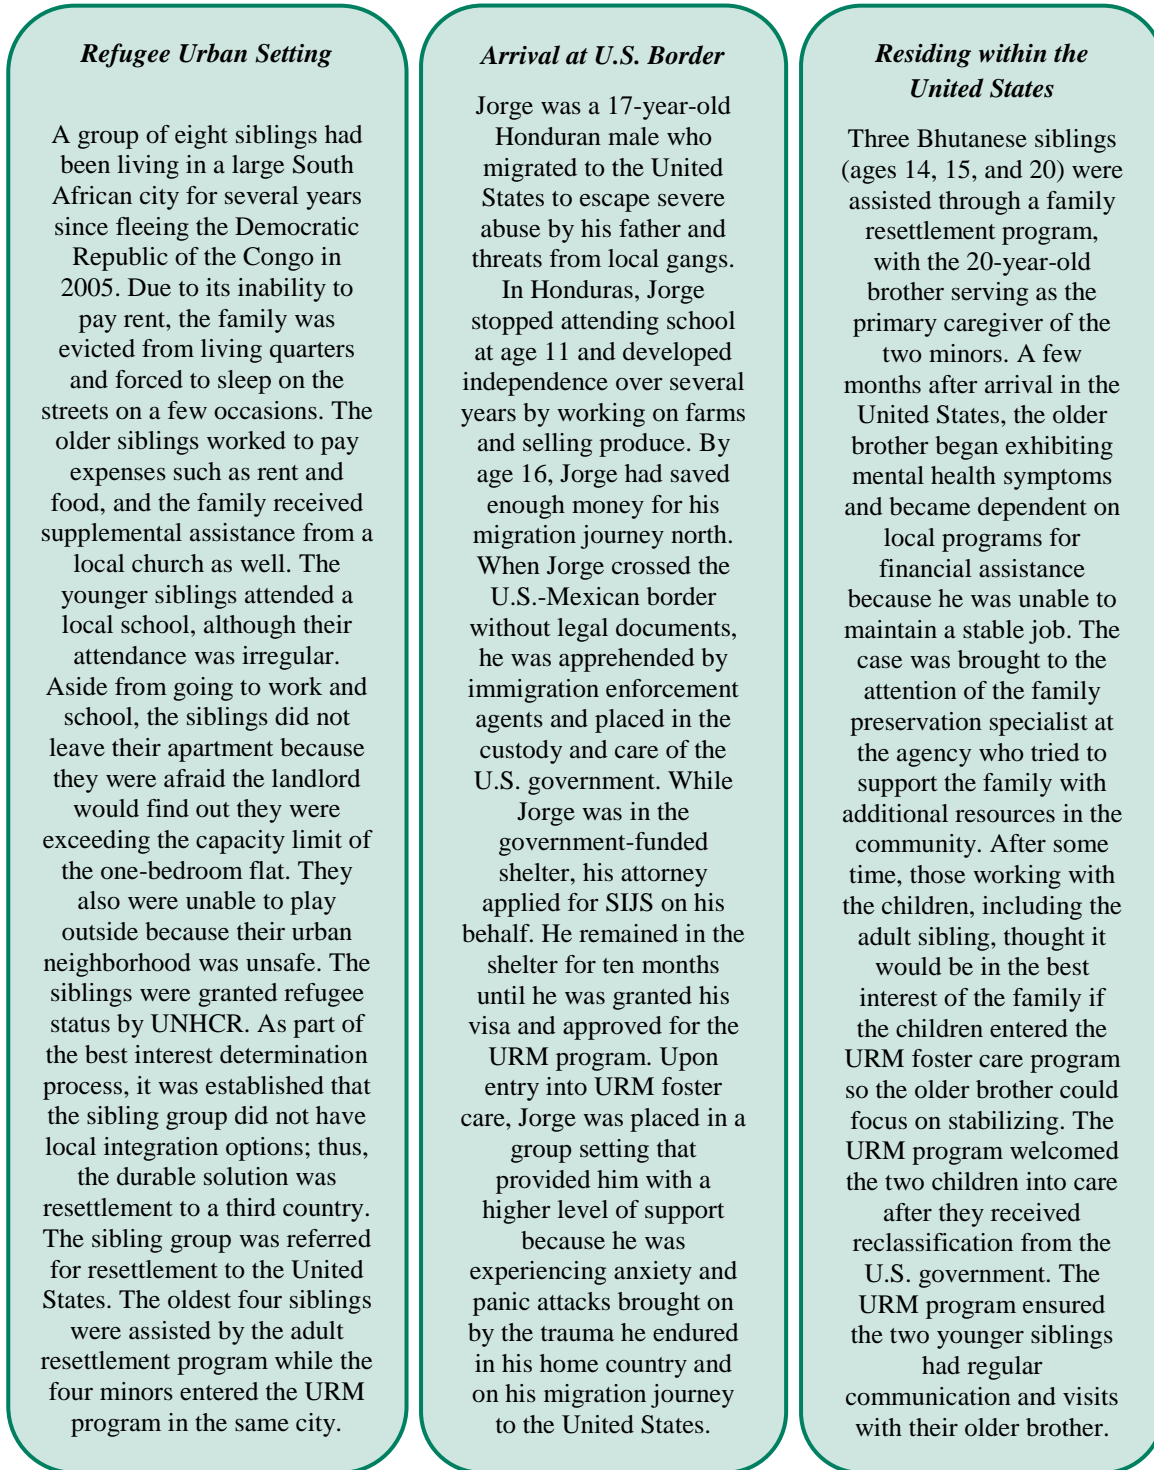 Refugee Urban Setting
A group of eight siblings had
been living in a large South
African city for several years
since fleeing the Democratic
Republic of the Congo in
2005. Due to its inability to
pay rent, the family was
evicted from living quarters
and forced to sleep on the
streets on a few occasions. The
older siblings worked to pay
expenses such as rent and
food, and the family received
supplemental assistance from a
local church as well. The
younger siblings attended a
local school, although their
attendance was irregular.
Aside from going to work and
school, the siblings did not
leave their apartment because
they were afraid the landlord
would find out they were
exceeding the capacity limit of
the one-bedroom flat. They
also were unable to play
outside because their urban
neighborhood was unsafe. The
siblings were granted refugee
status by UNHCR. As part of
the best interest determination
process, it was established that
the sibling group did not have
local integration options; thus,
the durable solution was
resettlement to a third country.
The sibling group was referred
for resettlement to the United
States. The oldest four siblings
were assisted by the adult
resettlement program while the
four minors entered the URM
program in the same city.
Arrival at U.S. Border
Jorge was a 17-year-old
Honduran male who
migrated to the United
States to escape severe
abuse by his father and
threats from local gangs.
In Honduras, Jorge
stopped attending school
at age 11 and developed
independence over several
years by working on farms
and selling produce. By
age 16, Jorge had saved
enough money for his
migration journey north.
When Jorge crossed the
U.S.-Mexican border
without legal documents,
he was apprehended by
immigration enforcement
agents and placed in the
custody and care of the
U.S. government. While
Jorge was in the
government-funded
shelter, his attorney
applied for SIJS on his
behalf. He remained in the
shelter for ten months
until he was granted his
visa and approved for the
URM program. Upon
entry into URM foster
care, Jorge was placed in a
group setting that
provided him with a
higher level of support
because he was
experiencing anxiety and
panic attacks brought on
by the trauma he endured
in his home country and
on his migration journey
to the United States.
Residing within the
United States
Three Bhutanese siblings
(ages 14, 15, and 20) were
assisted through a family
resettlement program,
with the 20-year-old
brother serving as the
primary caregiver of the
two minors. A few
months after arrival in the
United States, the older
brother began exhibiting
mental health symptoms
and became dependent on
local programs for
financial assistance
because he was unable to
maintain a stable job. The
case was brought to the
attention of the family
preservation specialist at
the agency who tried to
support the family with
additional resources in the
community. After some
time, those working with
the children, including the
adult sibling, thought it
would be in the best
interest of the family if
the children entered the
URM foster care program
so the older brother could
focus on stabilizing. The
URM program welcomed
the two children into care
after they received
reclassification from the
U.S. government. The
URM program ensured
the two younger siblings
had regular
communication and visits
with their older brother.